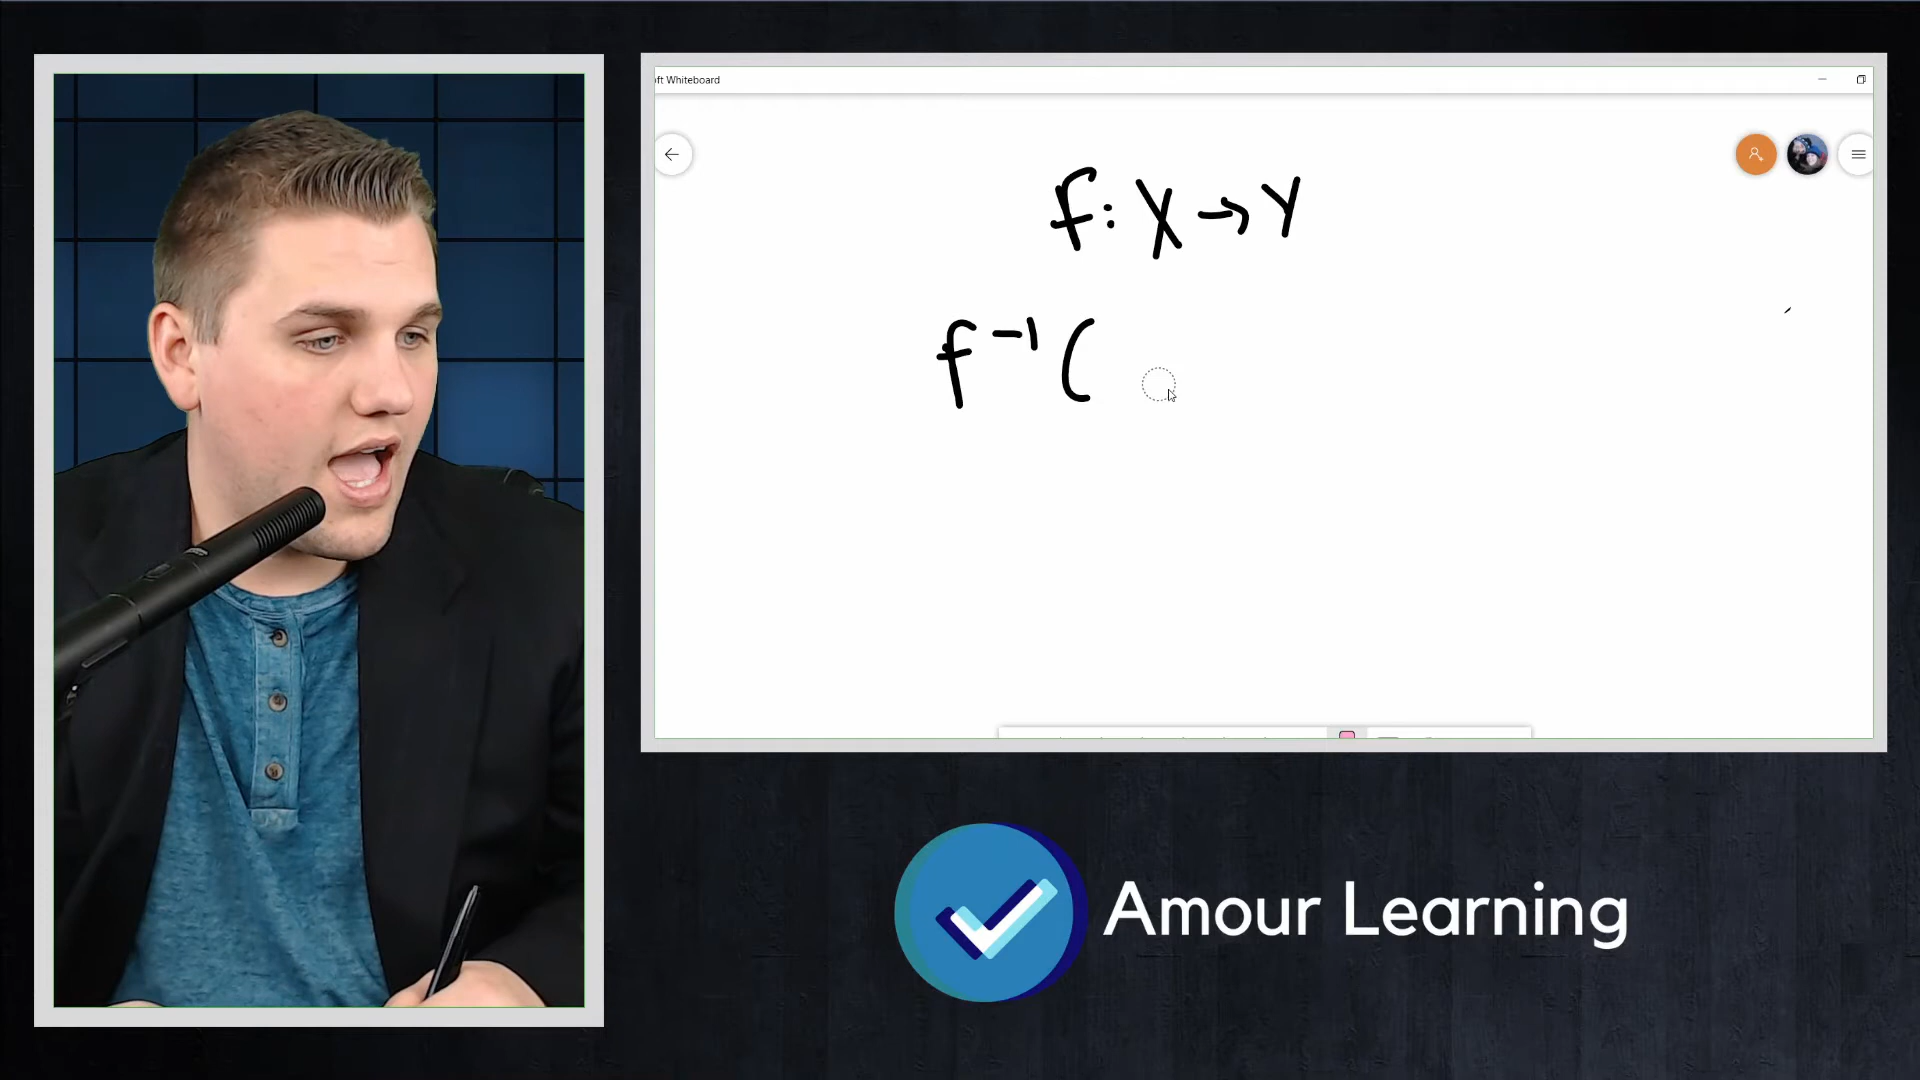 ft Whiteboard
f: X → Y
f⁻¹ (
Amour Learning